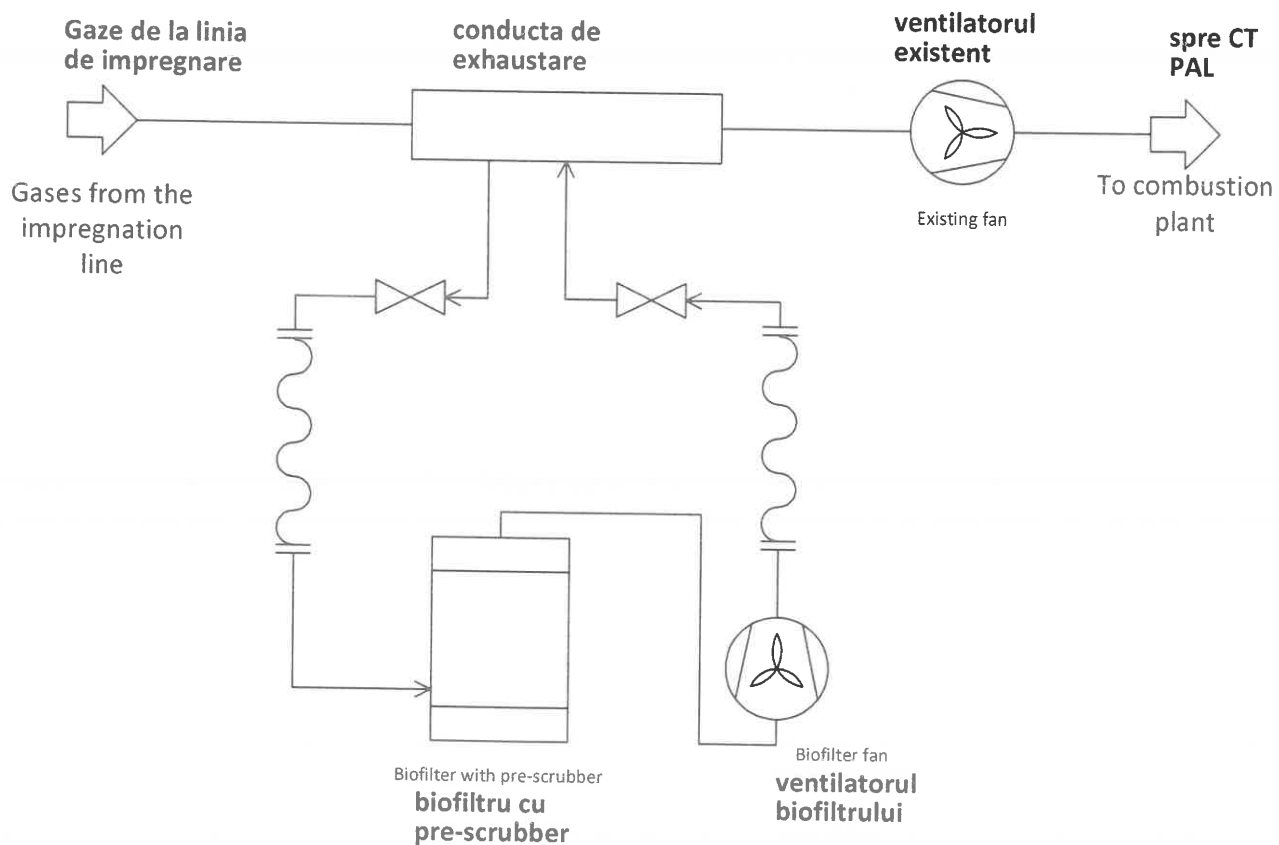 Gaze de la linia
de impregnare
conducta de
exhaustare
ventilatorul
existent
spre CT
PAL
Gases from the
impregnation
line
Existing fan
To combustion
plant
Biofilter with pre-scrubber
biofiltru cu
pre-scrubber
Biofilter fan
ventilatorul
biofiltrului